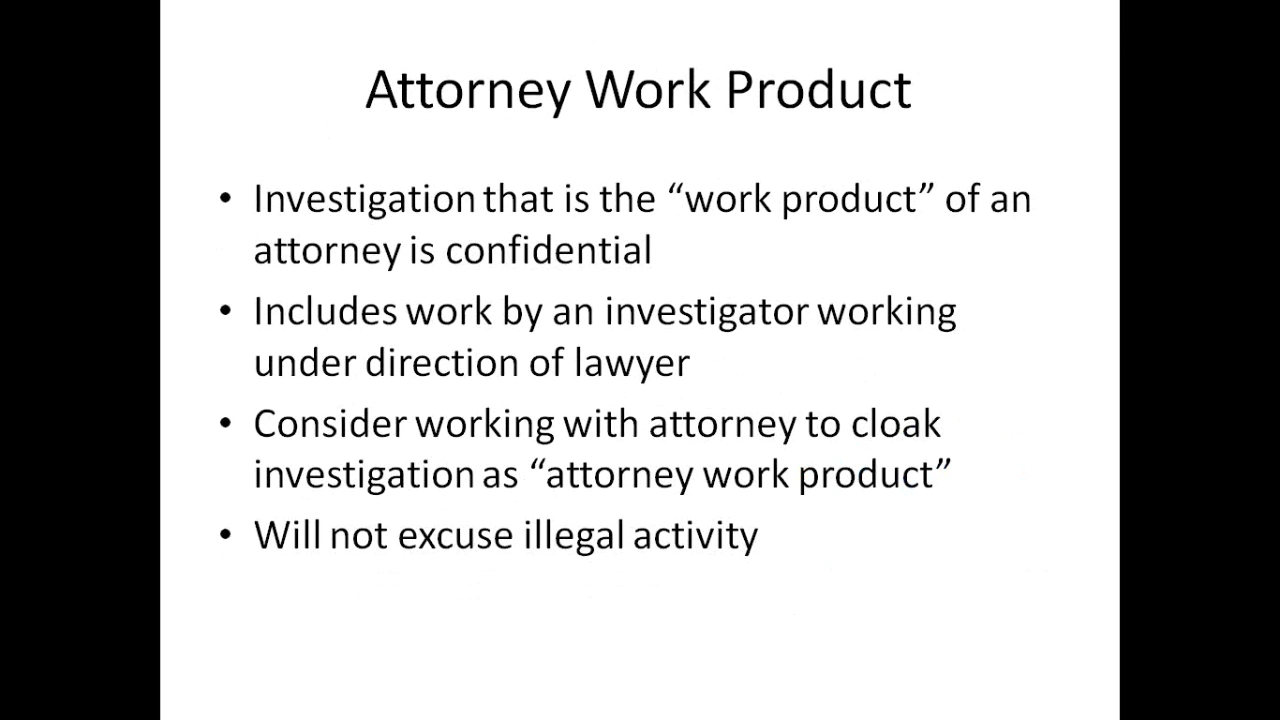 Attorney Work Product
• Investigation that is the “work product” of an
attorney is confidential
• Includes work by an investigator working
under direction of lawyer
• Consider working with attorney to cloak
investigation as “attorney work product”
• Will not excuse illegal activity